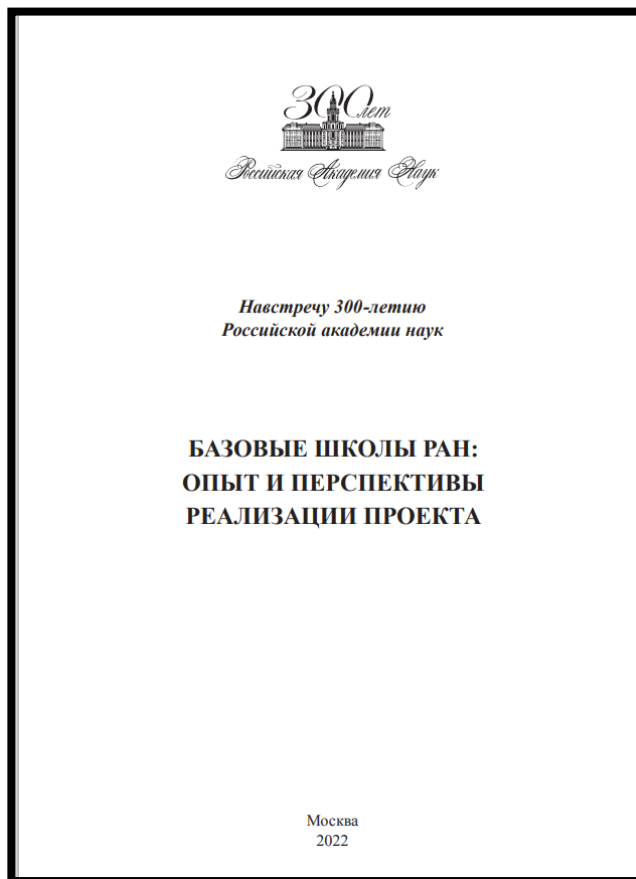 300 лет
Российская Академия Наук
Навстречу 300-летию
Российской академии наук
БАЗОВЫЕ ШКОЛЫ РАН:
ОПЫТ И ПЕРСПЕКТИВЫ
РЕАЛИЗАЦИИ ПРОЕКТА
Москва
2022